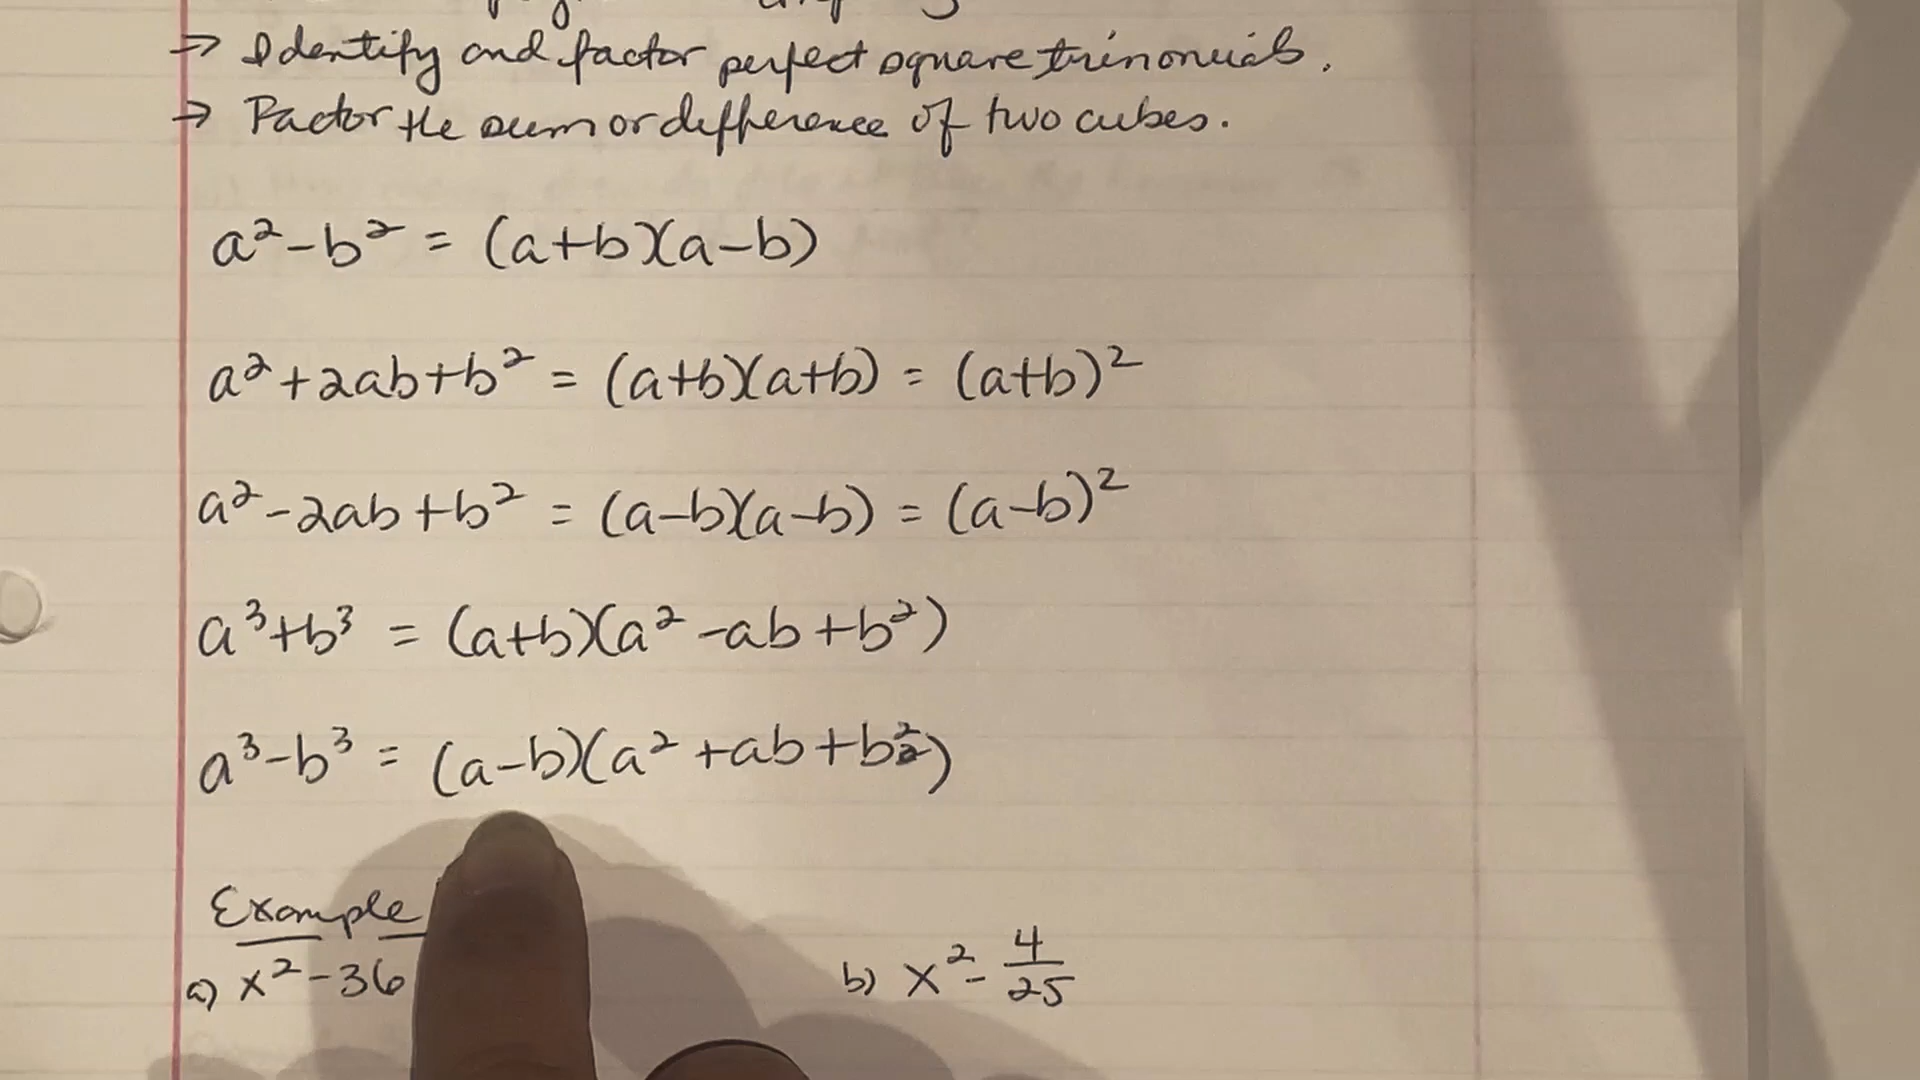 → Identify and factor perfect square trinomials.
→ Factor the sum or difference of two cubes.
a² - b² = (a+b)(a-b)
a² + 2ab + b² = (a+b)(a+b) = (a+b)²
a² - 2ab + b² = (a-b)(a-b) = (a-b)²
a³ + b³ = (a+b)(a² - ab + b²)
a³ - b³ = (a-b)(a² + ab + b²)
Example
a) x² - 36 b) x² - 4/25